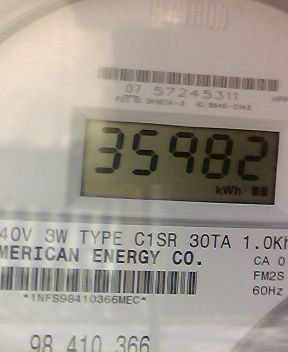 07 57245311
35982
kWh
40V 3W TYPE C1SR 30TA 1.0Kh
MERICAN ENERGY CO.
CA 0
FM2S
60Hz
*1NFS98410366MEC*
98 410 366